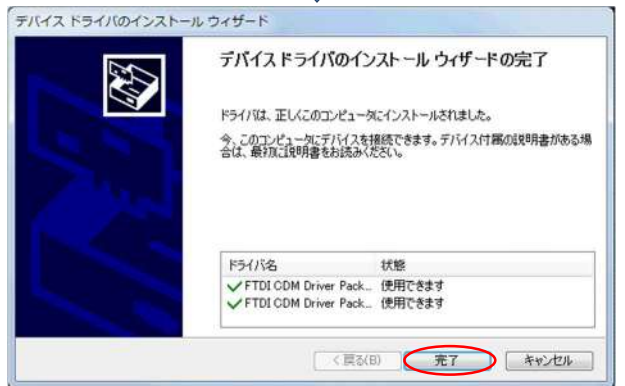 デバイス ドライバのインストール ウィザード
デバイス ドライバのインストール ウィザードの完了
ドライバは、正しくこのコンピュータにインストールされました。
今、このコンピュータにデバイスを接続できます。デバイス付属の説明書がある場
合は、最初に説明書をお読みください。
ドライバ名 状態
FTDI CDM Driver Pack... 使用できます
FTDI CDM Driver Pack... 使用できます
< 戻る(B) 完了 キャンセル